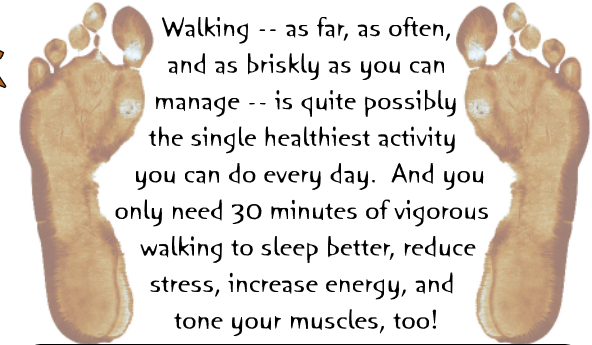 Walking -- as far, as often,
and as briskly as you can
manage -- is quite possibly
the single healthiest activity
you can do every day.  And you
only need 30 minutes of vigorous
walking to sleep better, reduce
stress, increase energy, and
tone your muscles, too!